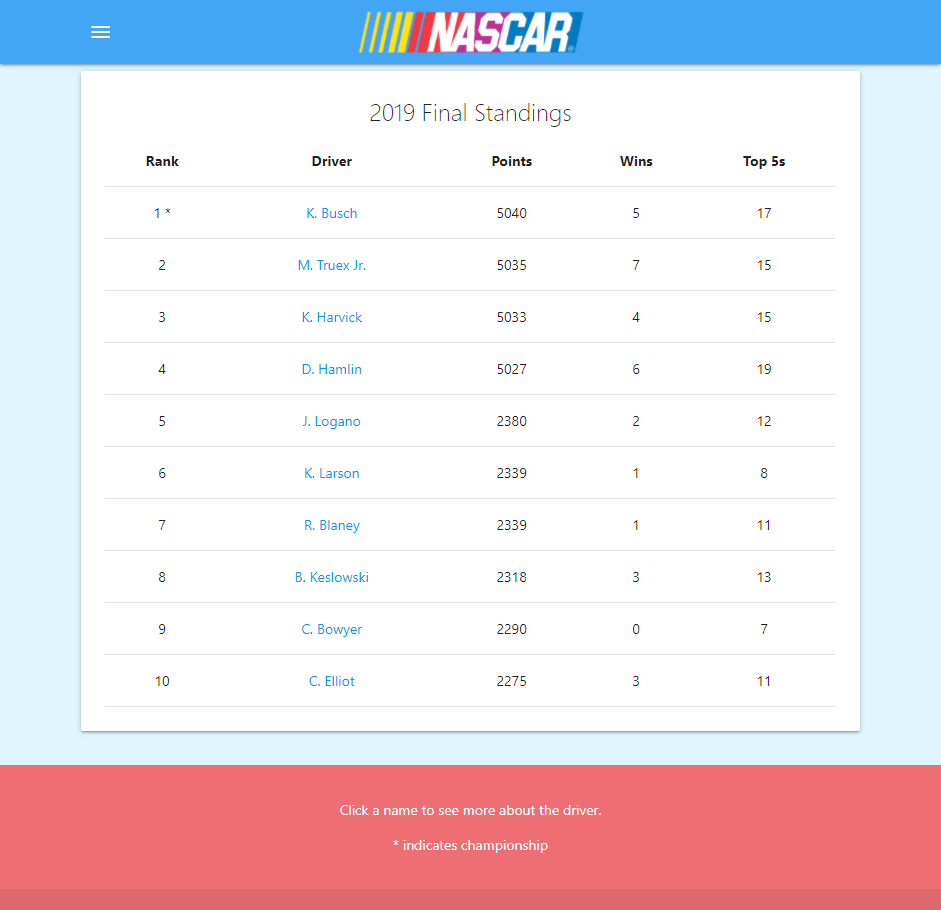 NASCAR
2019 Final Standings
Rank Driver Points Wins Top 5s
1 * K. Busch 5040 5 17
2 M. Truex Jr. 5035 7 15
3 K. Harvick 5033 4 15
4 D. Hamlin 5027 6 19
5 J. Logano 2380 2 12
6 K. Larson 2339 1 8
7 R. Blaney 2339 1 11
8 B. Keslowski 2318 3 13
9 C. Bowyer 2290 0 7
10 C. Elliot 2275 3 11
Click a name to see more about the driver.
* indicates championship